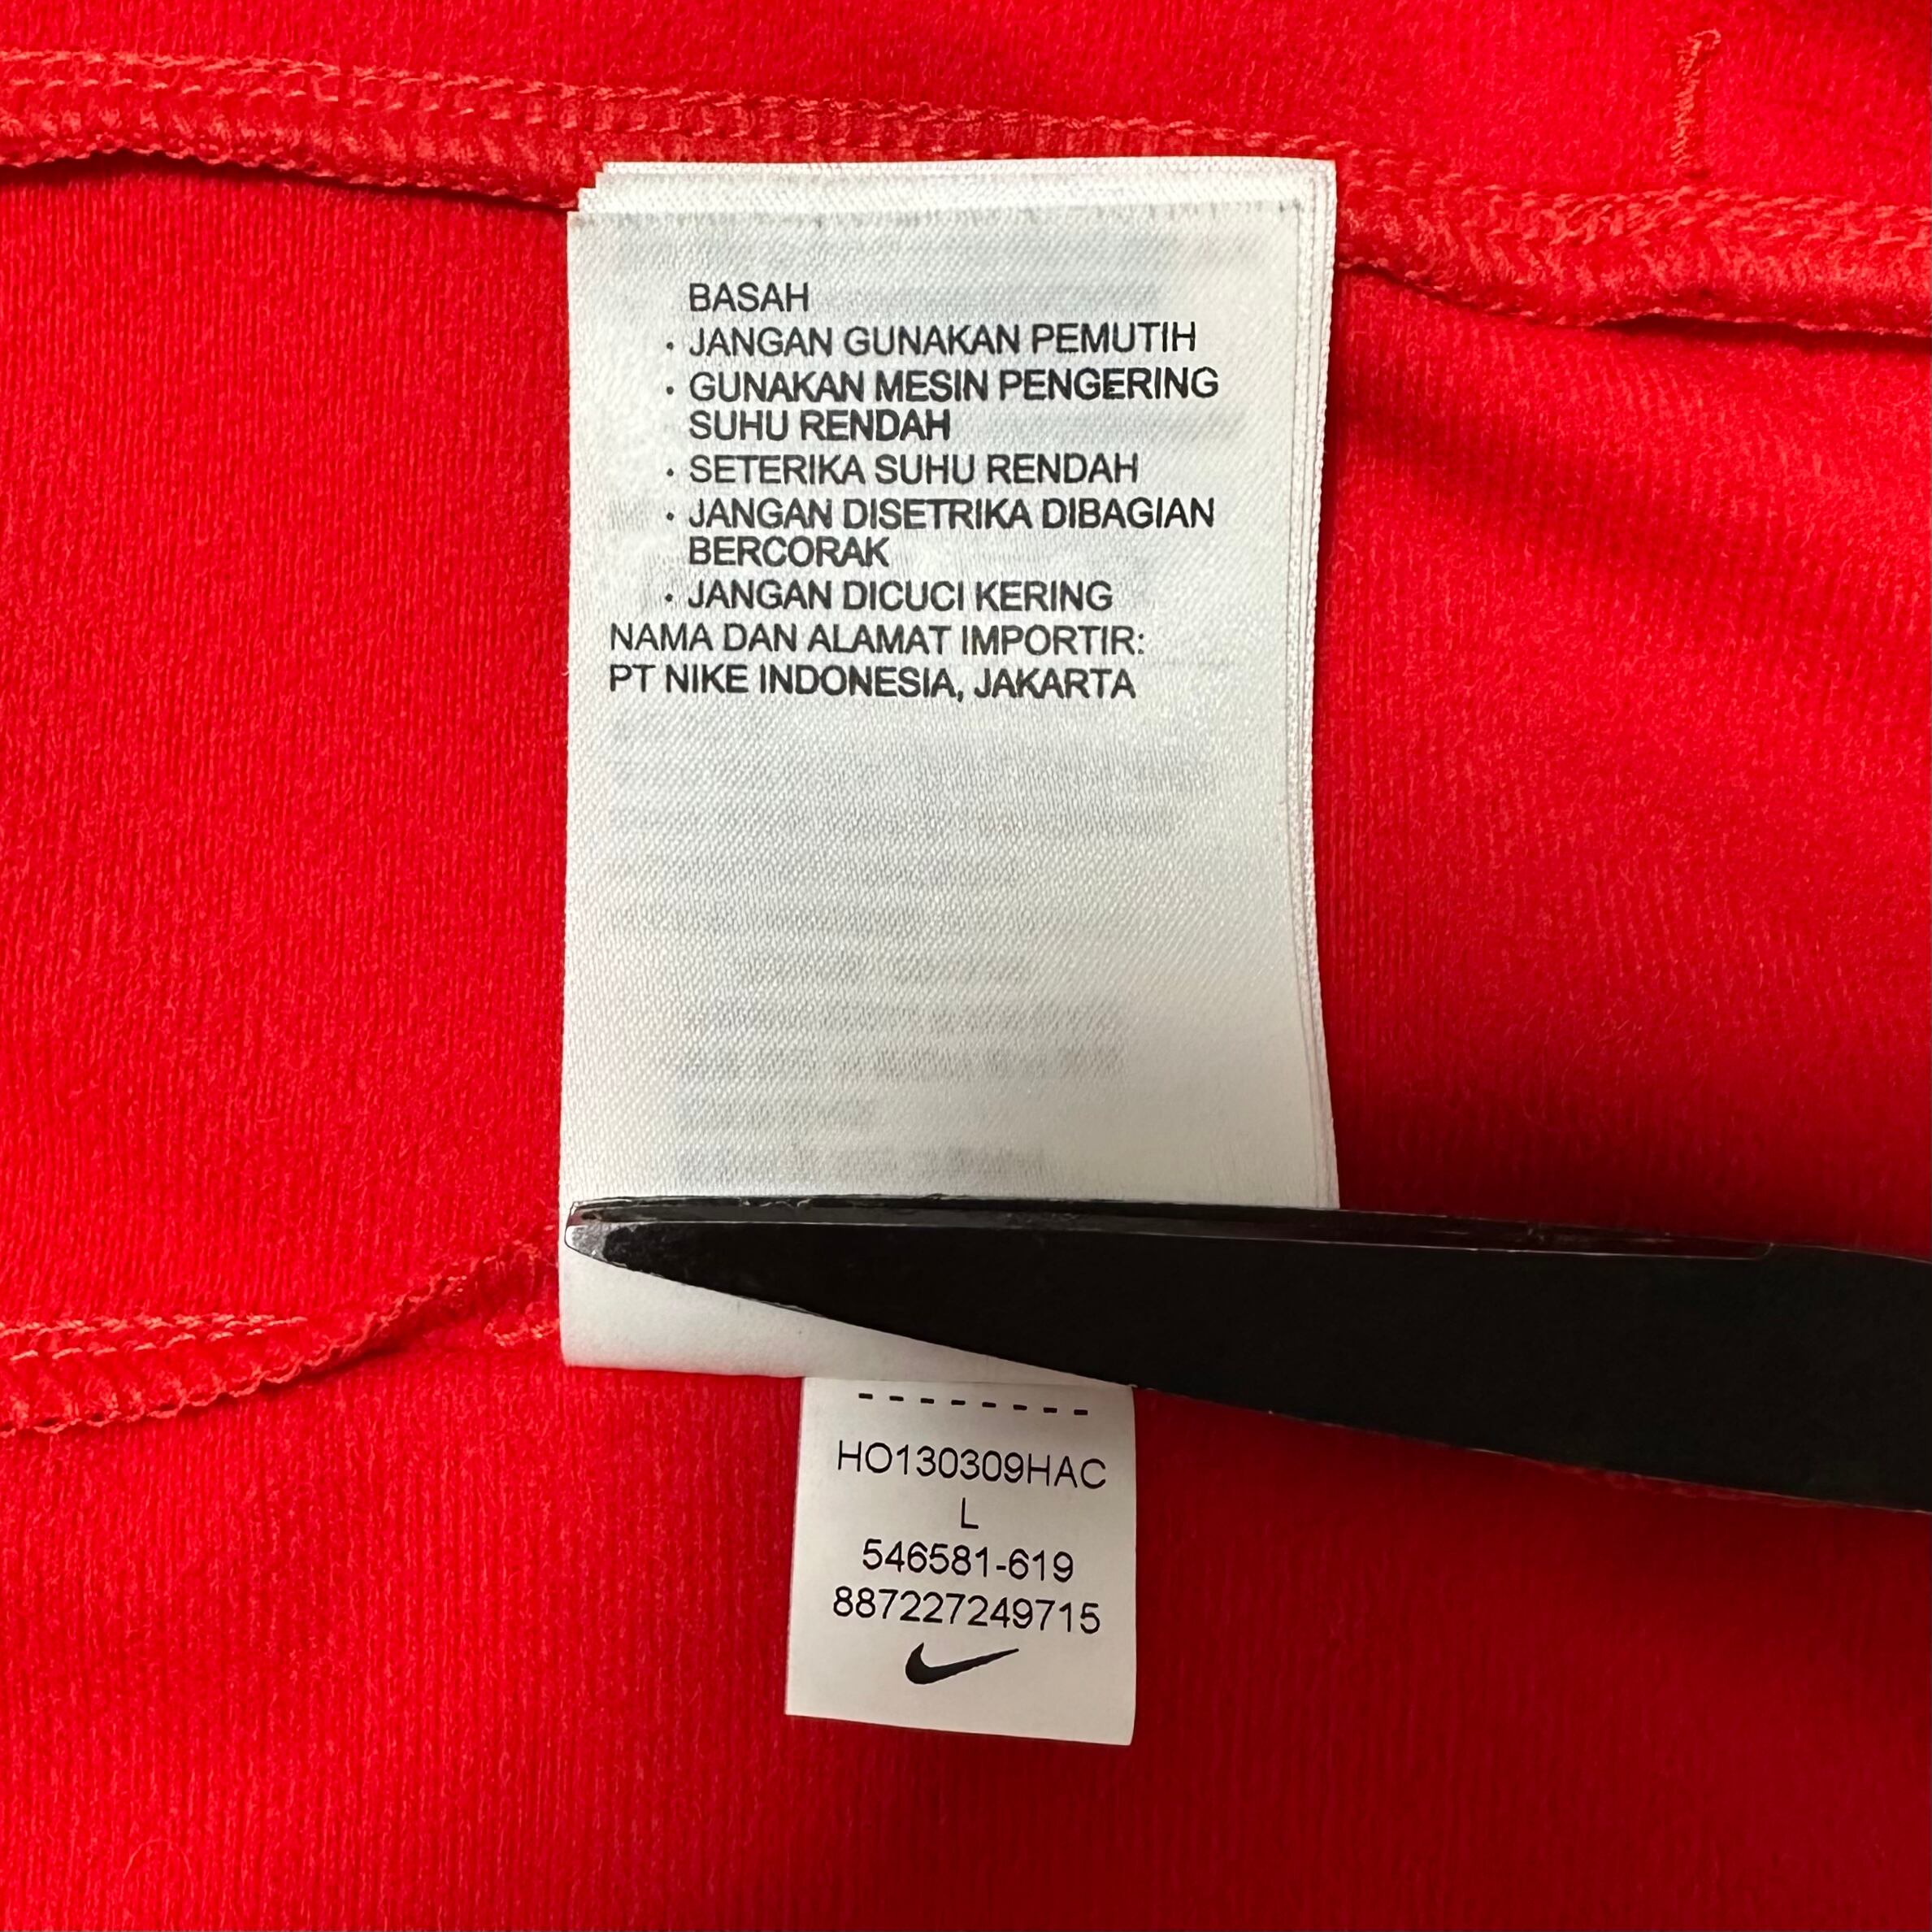 BASAH
· JANGAN GUNAKAN PEMUTIH
· GUNAKAN MESIN PENGERING
SUHU RENDAH
· SETERIKA SUHU RENDAH
· JANGAN DISETRIKA DIBAGIAN
BERCORAK
· JANGAN DICUCI KERING
NAMA DAN ALAMAT IMPORTIR:
PT NIKE INDONESIA, JAKARTA
--------
HO130309HAC
L
546581-619
887227249715